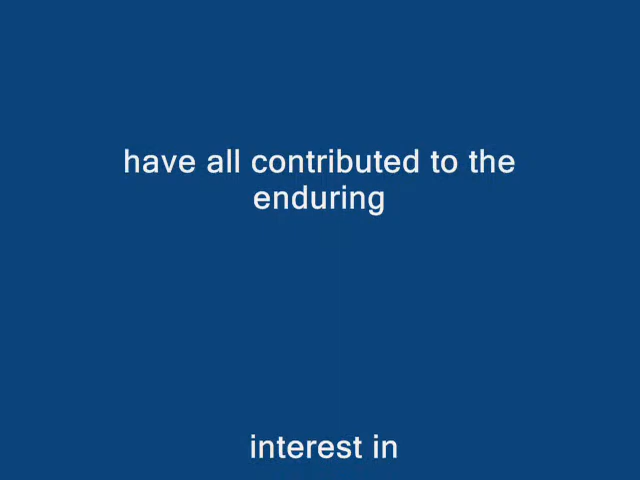 have all contributed to the
enduring
interest in